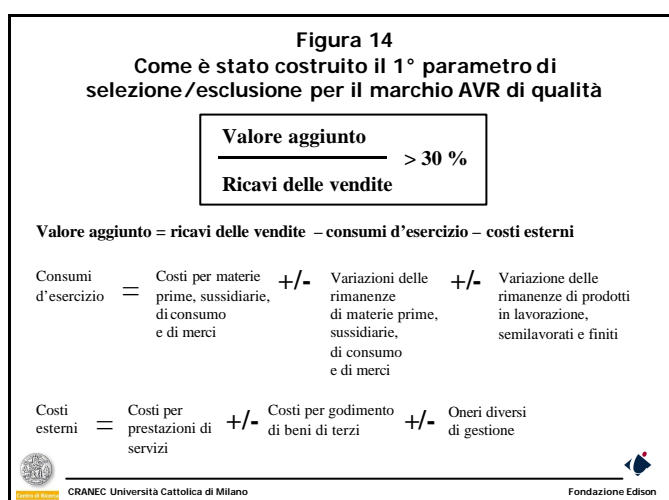 Figura 14
Come è stato costruito il 1° parametro di
selezione/esclusione per il marchio AVR di qualità
Valore aggiunto
> 30 %
Ricavi delle vendite
Valore aggiunto = ricavi delle vendite – consumi d'esercizio – costi esterni
Consumi
d'esercizio
=
Costi per materie
prime, sussidiarie,
di consumo
e di merci
+/-
Variazioni delle
rimanenze
di materie prime,
sussidiarie,
di consumo
e di merci
+/-
Variazione delle
rimanenze di prodotti
in lavorazione,
semilavorati e finiti
Costi
esterni
=
Costi per
prestazioni di
servizi
+/-
Costi per godimento
di beni di terzi
+/-
Oneri diversi
di gestione
Centro di Ricerca
CRANEC Università Cattolica di Milano
Fondazione Edison